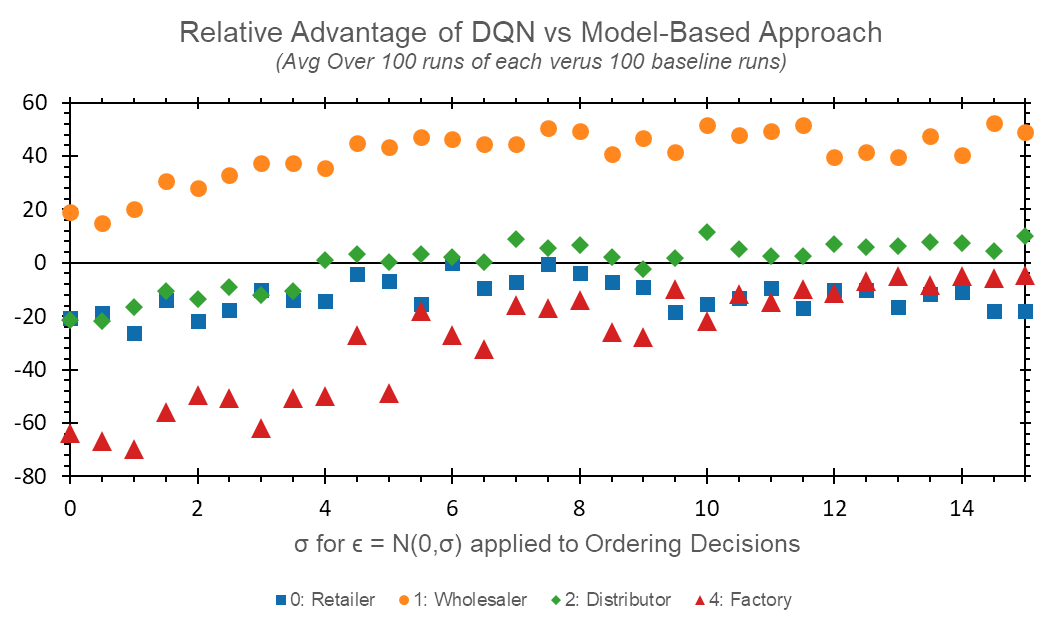 Relative Advantage of DQN vs Model-Based Approach
(Avg Over 100 runs of each verus 100 baseline runs)
60
40
20
0
-20
-40
-60
-80
0 2 4 6 8 10 12 14
σ for ϵ = N(0,σ) applied to Ordering Decisions
0: Retailer 1: Wholesaler 2: Distributor 4: Factory